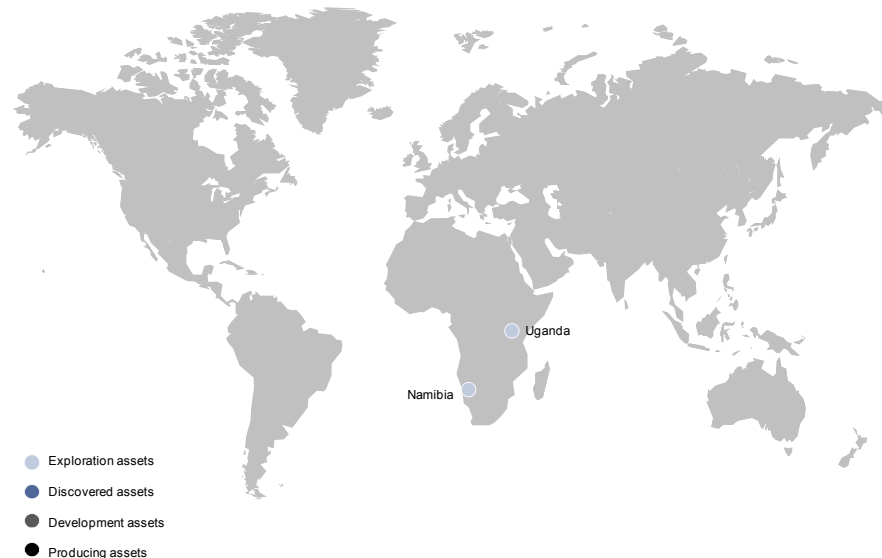 Uganda
Namibia
Exploration assets
Discovered assets
Development assets
Producing assets